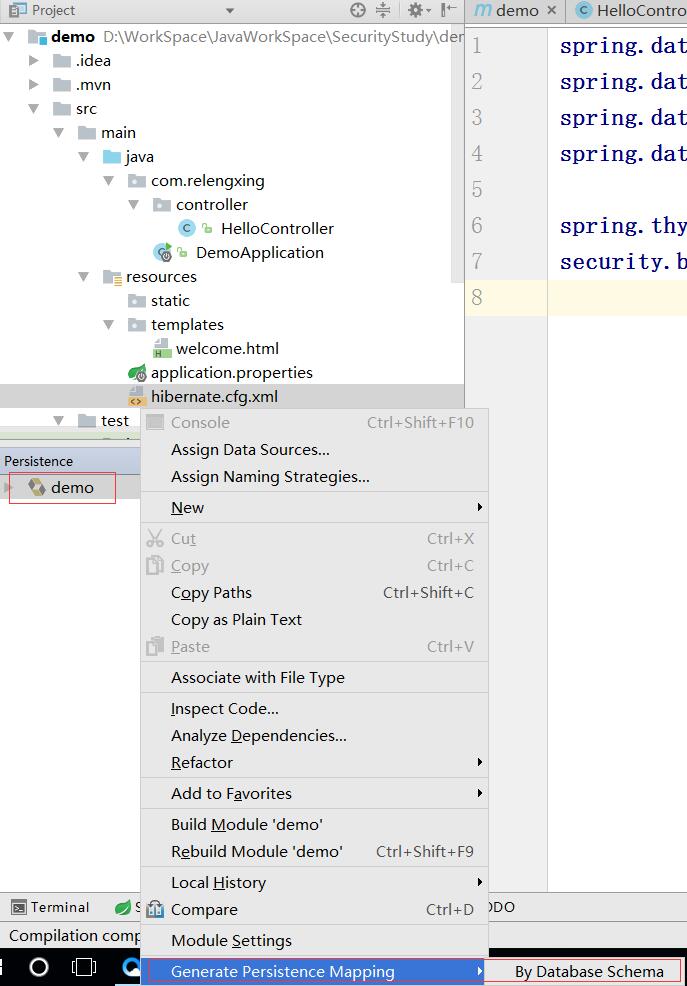 Project
demo D:\WorkSpace\JavaWorkSpace\SecurityStudy\der
.idea
.mvn
src
main
java
com.relengxing
controller
HelloController
DemoApplication
resources
static
templates
welcome.html
application.properties
hibernate.cfg.xml
test
m demo
C HelloContro
1 spring.dat
2 spring.dat
3 spring.dat
4 spring.dat
5
6 spring.thy
7 security.b
8
Persistence
demo
Console Ctrl+Shift+F10
Assign Data Sources...
Assign Naming Strategies...
New
Cut Ctrl+X
Copy Ctrl+C
Copy Paths Ctrl+Shift+C
Copy as Plain Text
Paste Ctrl+V
Associate with File Type
Inspect Code...
Analyze Dependencies...
Refactor
Add to Favorites
Build Module 'demo'
Rebuild Module 'demo' Ctrl+Shift+F9
Local History
Compare Ctrl+D
Module Settings
Generate Persistence Mapping
By Database Schema
Terminal
ODO
Compilation comp